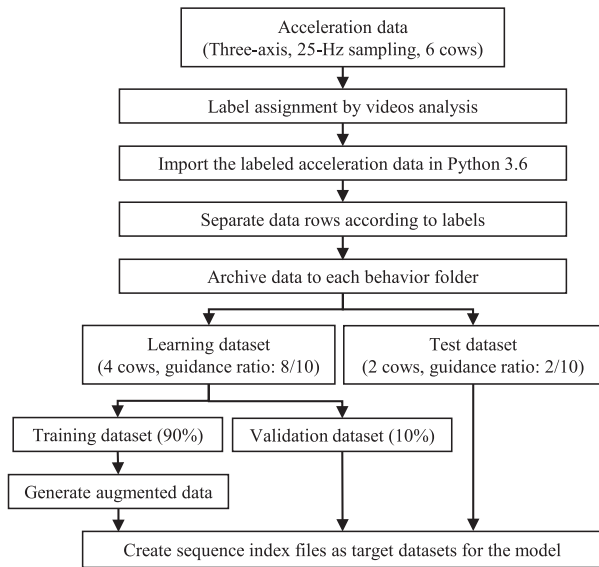 Acceleration data
(Three-axis, 25-Hz sampling, 6 cows)
Label assignment by videos analysis
Import the labeled acceleration data in Python 3.6
Separate data rows according to labels
Archive data to each behavior folder
Learning dataset
(4 cows, guidance ratio: 8/10)
Test dataset
(2 cows, guidance ratio: 2/10)
Training dataset (90%)
Validation dataset (10%)
Generate augmented data
Create sequence index files as target datasets for the model